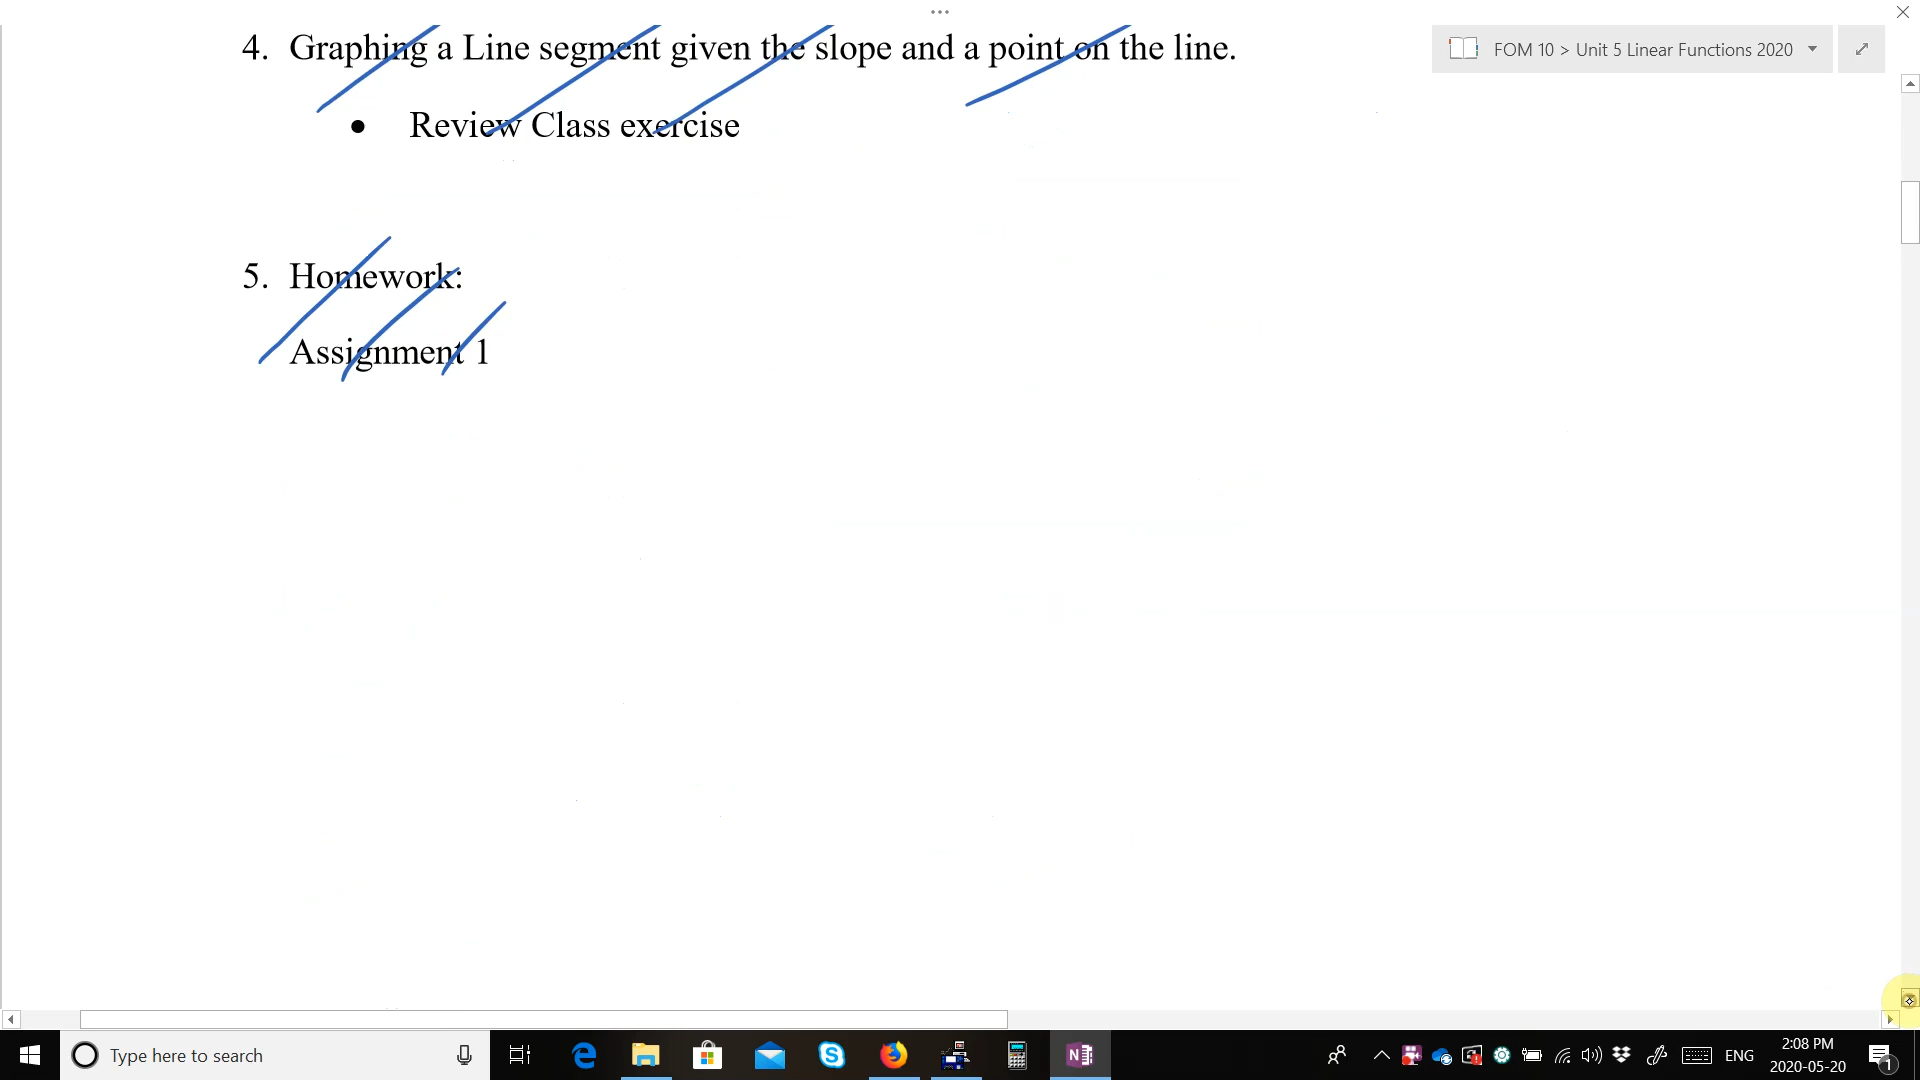 4. Graphing a Line segment given the slope and a point on the line.
FOM 10 > Unit 5 Linear Functions 2020
• Review Class exercise
5. Homework:
Assignment 1
Type here to search
ENG
2:08 PM
2020-05-20
1